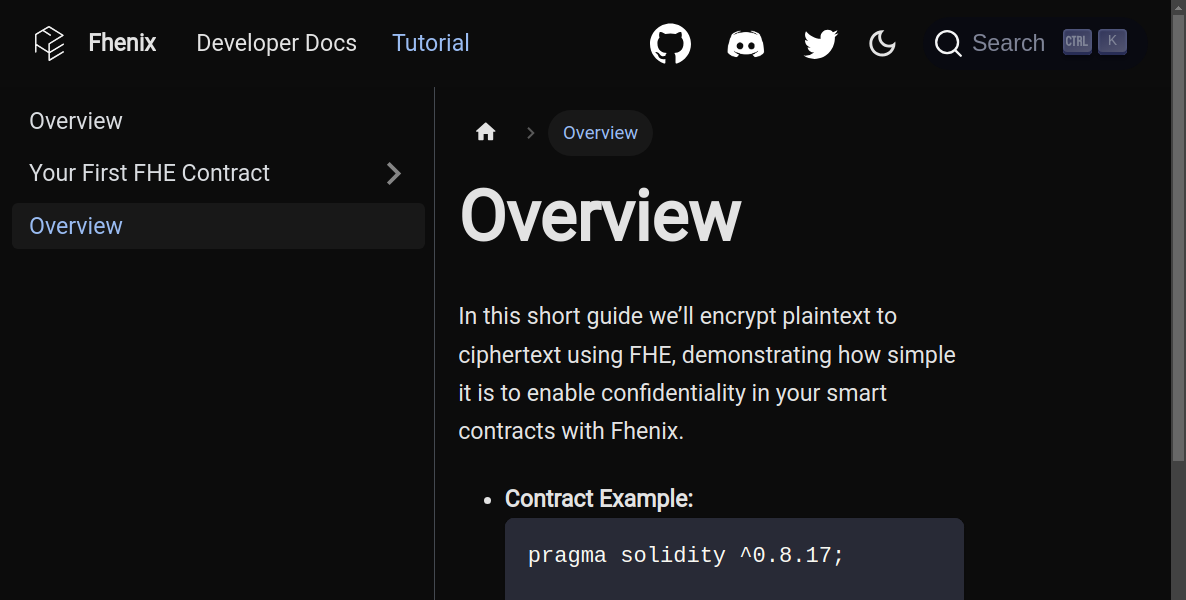 Fhenix Developer Docs Tutorial Search CTRL K
Overview
Your First FHE Contract
Overview
Overview
Overview
In this short guide we’ll encrypt plaintext to
ciphertext using FHE, demonstrating how simple
it is to enable confidentiality in your smart
contracts with Fhenix.
Contract Example:
pragma solidity ^0.8.17;